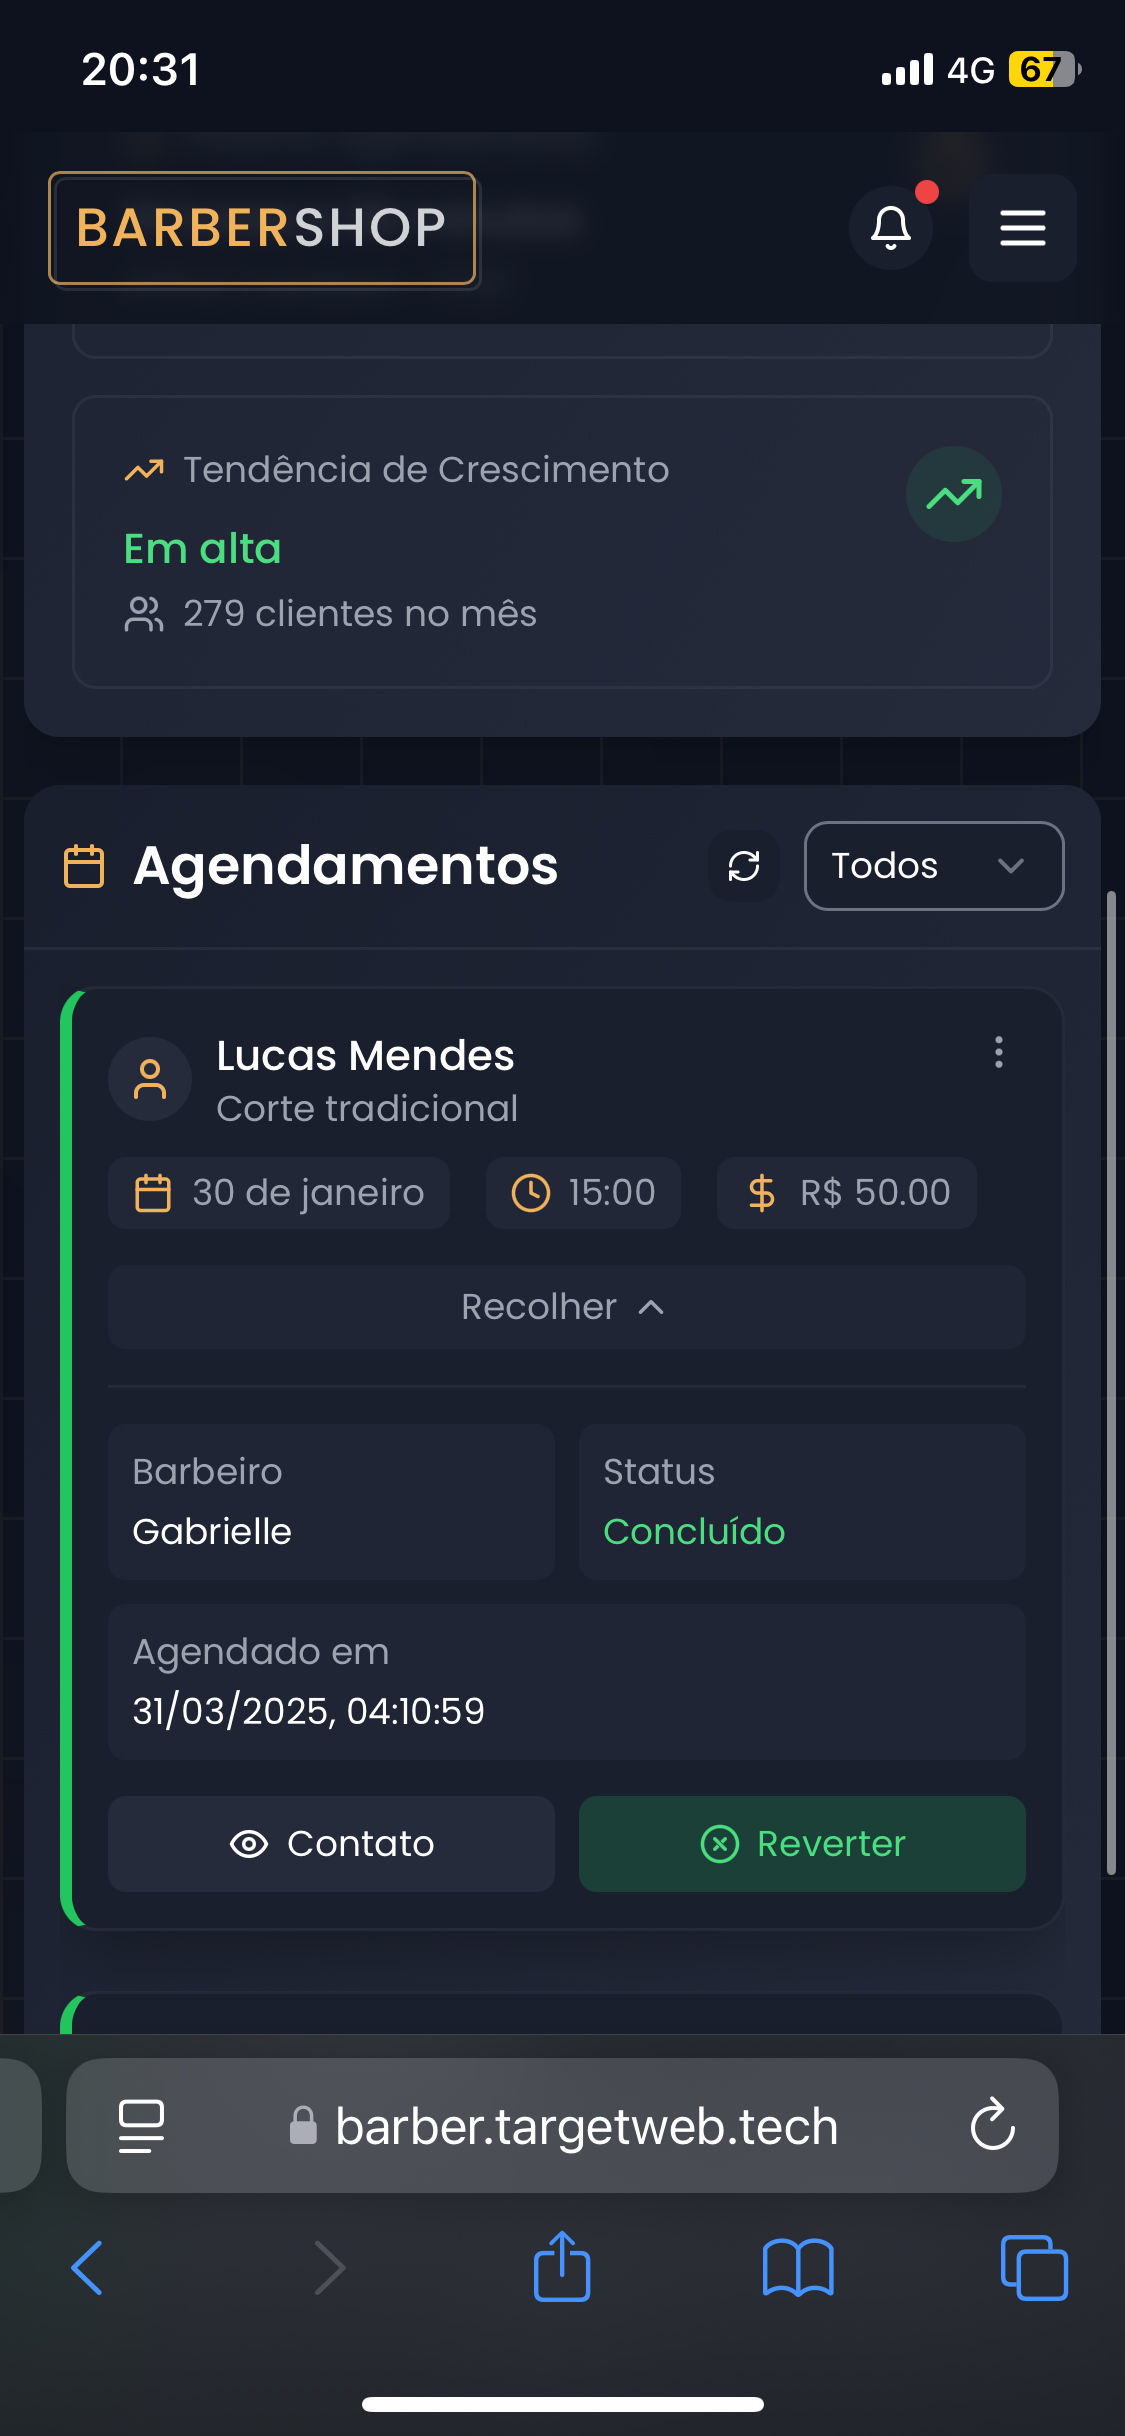 20:31
4G 67
BARBERSHOP
Tendência de Crescimento
Em alta
279 clientes no mês
Agendamentos
Todos
Lucas Mendes
Corte tradicional
30 de janeiro
15:00
R$ 50.00
Recolher
Barbeiro
Gabrielle
Status
Concluído
Agendado em
31/03/2025, 04:10:59
Contato
Reverter
barber.targetweb.tech